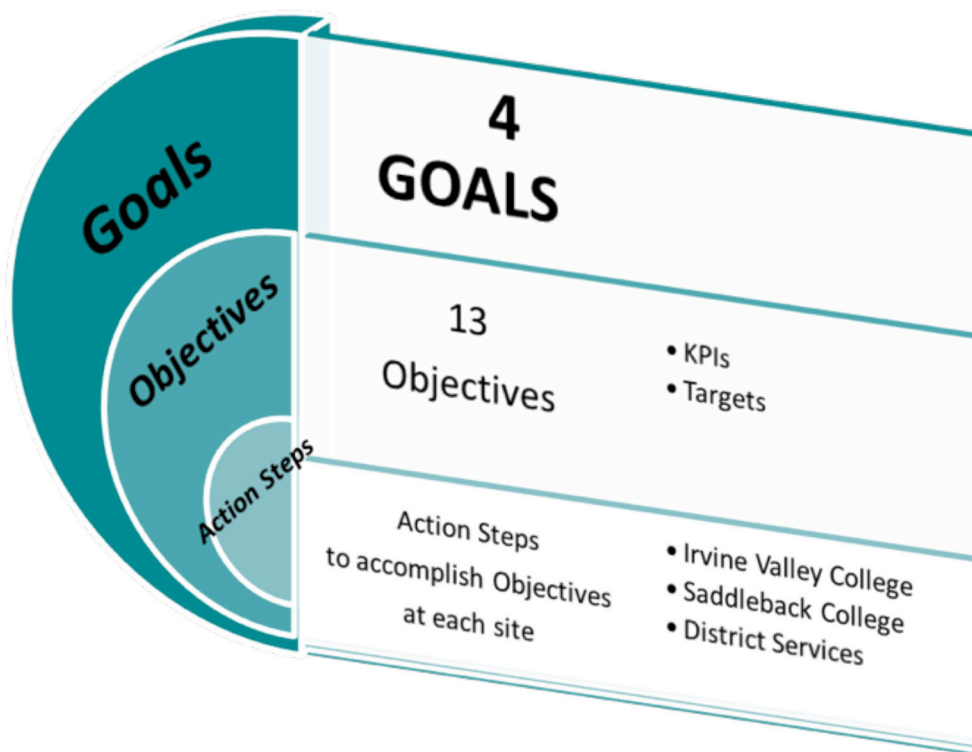 Goals
4
GOALS
Objectives
13
Objectives
• KPIs
• Targets
Action Steps
Action Steps
to accomplish Objectives
at each site
• Irvine Valley College
• Saddleback College
• District Services